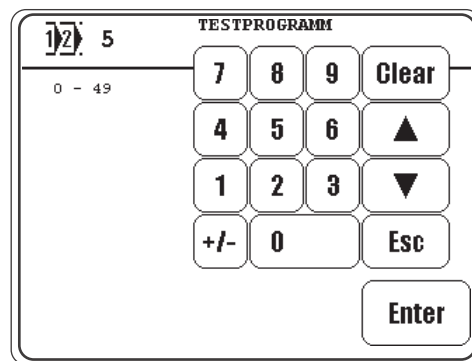 TESTPROGRAMM
1 2 5
0 - 49
7 8 9 Clear
4 5 6 ▲
1 2 3 ▼
+/- 0 Esc
Enter